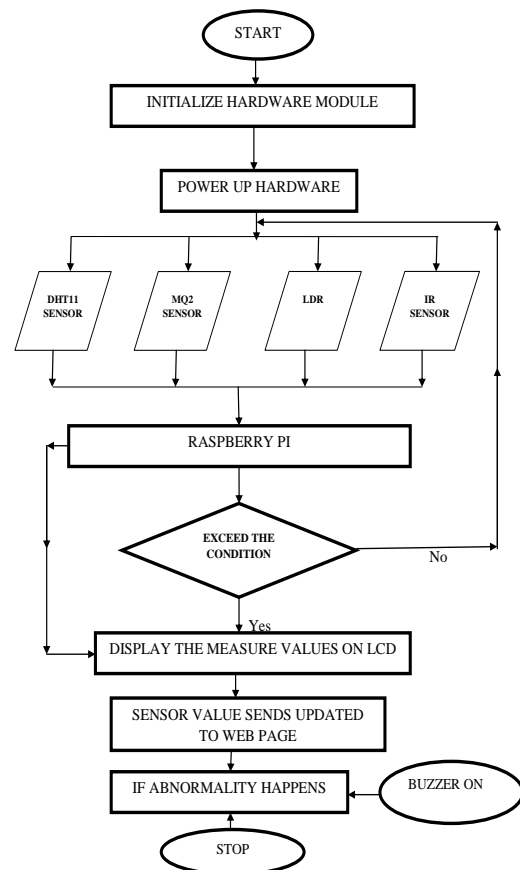 START
INITIALIZE HARDWARE MODULE
POWER UP HARDWARE
DHT11
SENSOR
MQ2
SENSOR
LDR
IR
SENSOR
RASPBERRY PI
EXCEED THE
CONDITION
No
Yes
DISPLAY THE MEASURE VALUES ON LCD
SENSOR VALUE SENDS UPDATED
TO WEB PAGE
IF ABNORMALITY HAPPENS
BUZZER ON
STOP